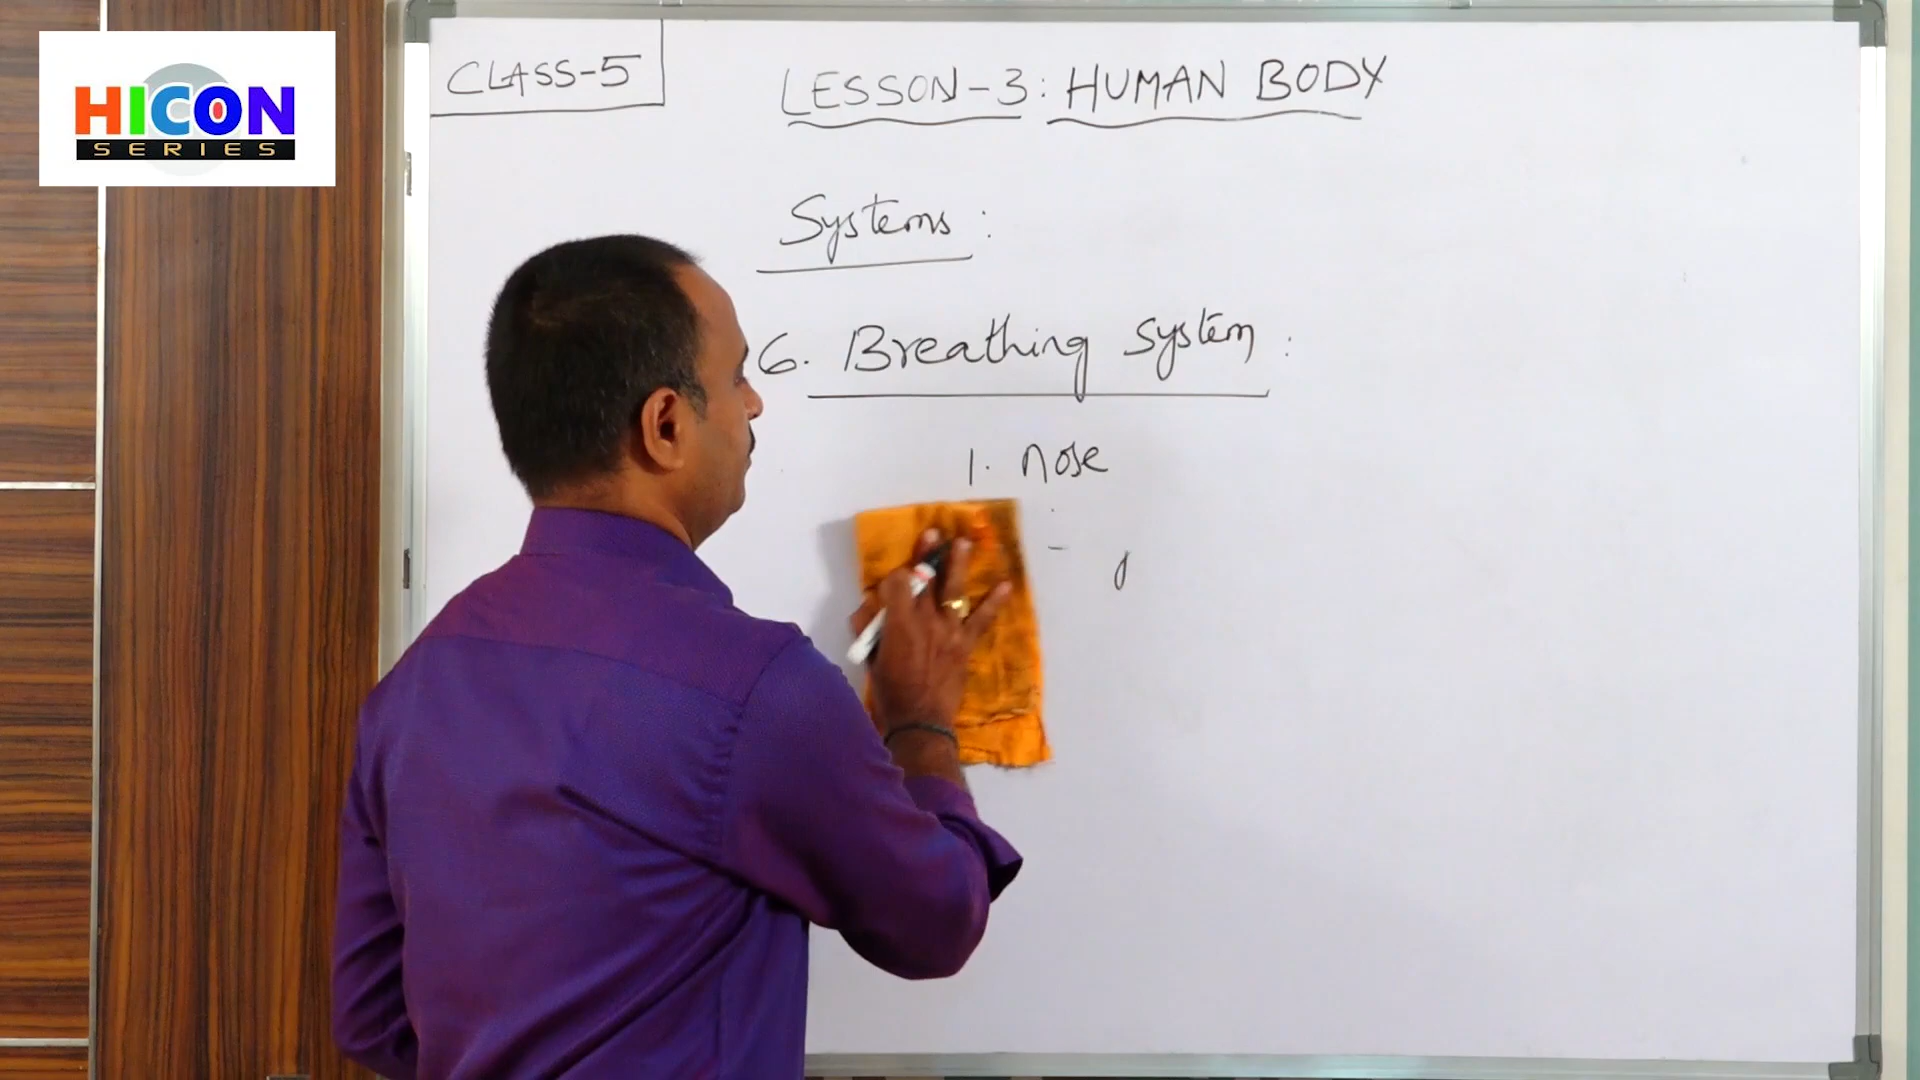 HICON
SERIES
CLASS-5
LESSON-3: HUMAN BODY
Systems:
6. Breathing system:
1. nose